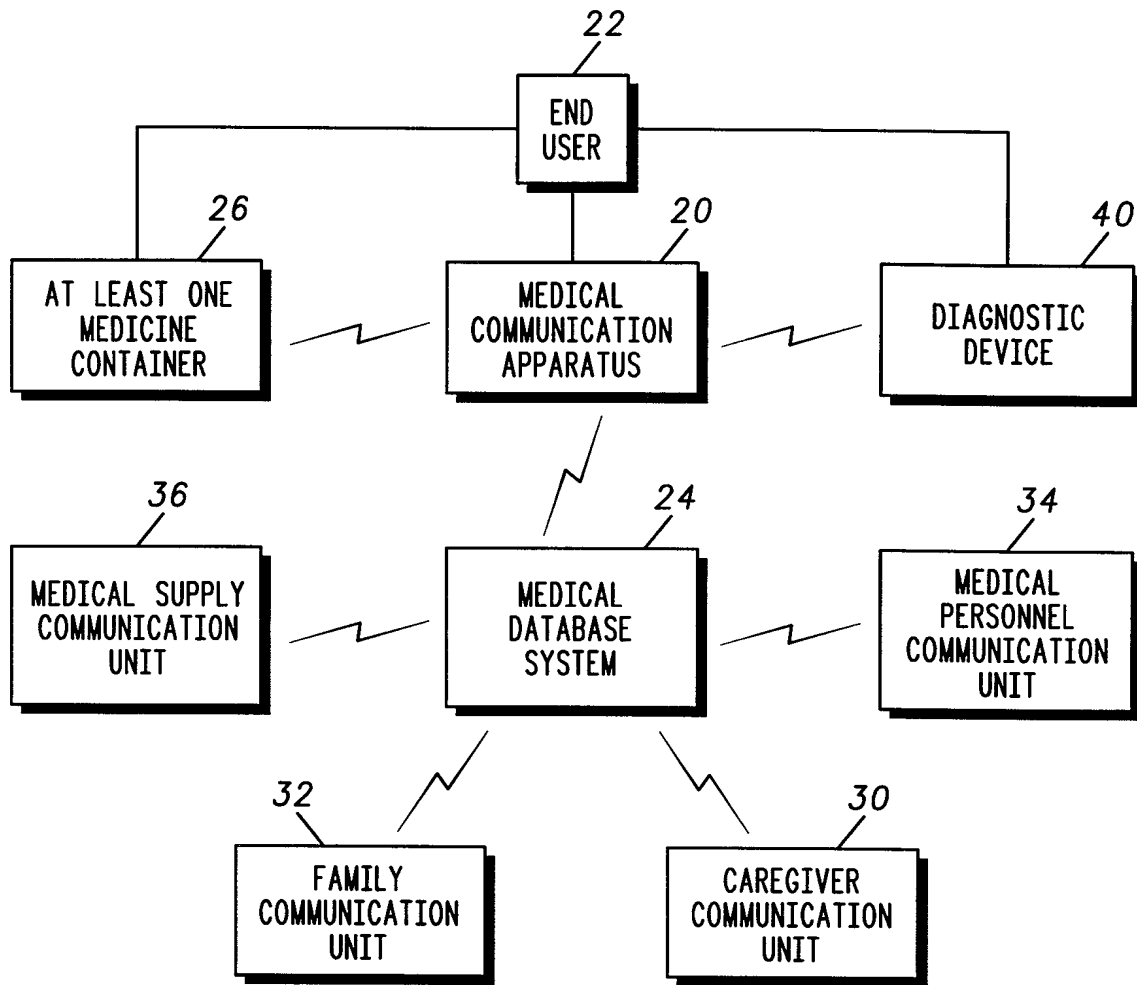 22
END
USER
26
20
40
AT LEAST ONE
MEDICINE
CONTAINER
MEDICAL
COMMUNICATION
APPARATUS
DIAGNOSTIC
DEVICE
36
24
34
MEDICAL SUPPLY
COMMUNICATION
UNIT
MEDICAL
DATABASE
SYSTEM
MEDICAL
PERSONNEL
COMMUNICATION
UNIT
32
30
FAMILY
COMMUNICATION
UNIT
CAREGIVER
COMMUNICATION
UNIT